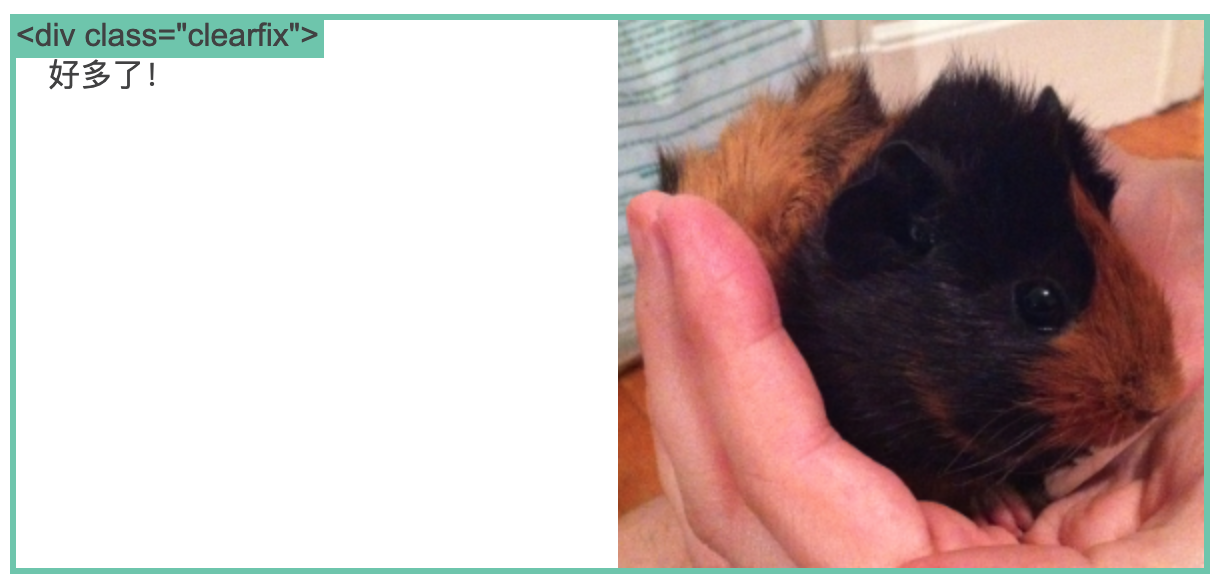 <div class="clearfix">
好多了！